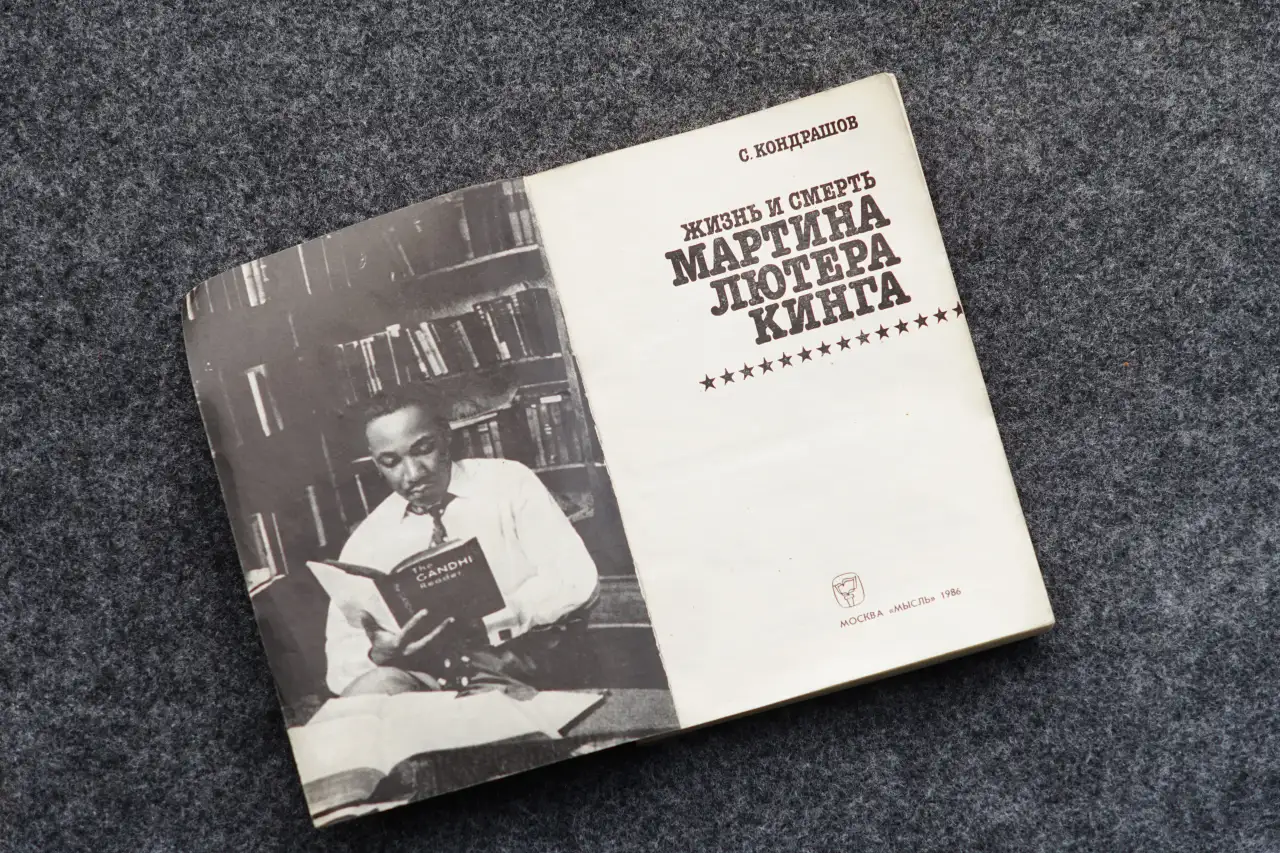 The
GANDHI
Reader
С. КОНДРАШОВ
ЖИЗНЬ И СМЕРТЬ
МАРТИНА
ЛЮТЕРА
КИНГА
МОСКВА «МЫСЛЬ» 1986